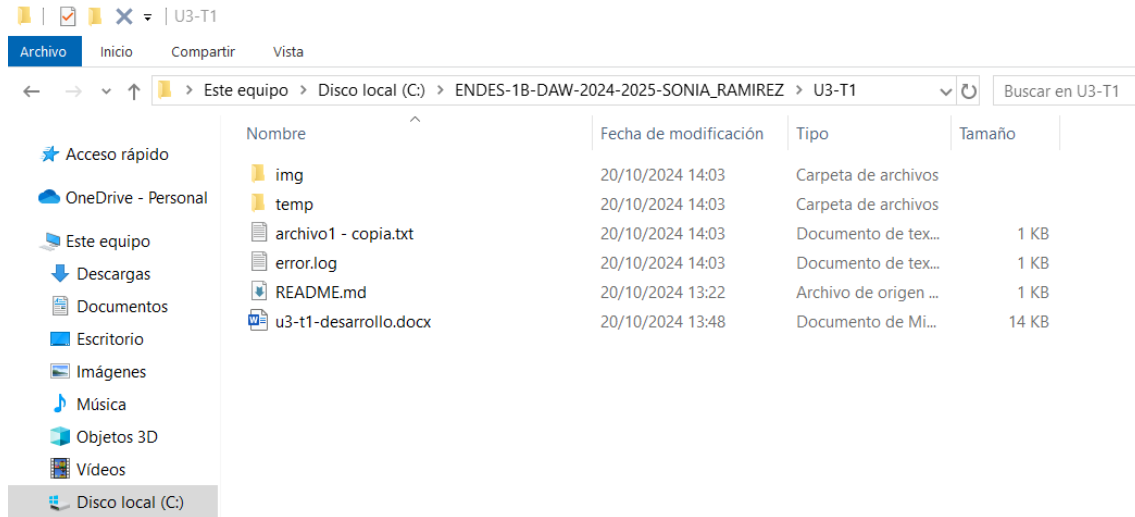 U3-T1
Archivo Inicio Compartir Vista
Este equipo > Disco local (C:) > ENDES-1B-DAW-2024-2025-SONIA_RAMIREZ > U3-T1 Buscar en U3-T1
Nombre Fecha de modificación Tipo Tamaño
Acceso rápido
OneDrive - Personal
Este equipo
Descargas
Documentos
Escritorio
Imágenes
Música
Objetos 3D
Vídeos
Disco local (C:)
img 20/10/2024 14:03 Carpeta de archivos
temp 20/10/2024 14:03 Carpeta de archivos
archivo1 - copia.txt 20/10/2024 14:03 Documento de tex... 1 KB
error.log 20/10/2024 14:03 Documento de tex... 1 KB
README.md 20/10/2024 13:22 Archivo de origen ... 1 KB
u3-t1-desarrollo.docx 20/10/2024 13:48 Documento de Mi... 14 KB